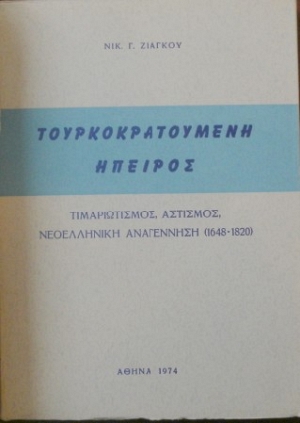 ΝΙΚ. Γ. ΖΙΑΓΚΟΥ
ΤΟΥΡΚΟΚΡΑΤΟΥΜΕΝΗ
ΗΠΕΙΡΟΣ
ΤΙΜΑΡΙΩΤΙΣΜΟΣ, ΑΣΤΙΣΜΟΣ,
ΝΕΟΕΛΛΗΝΙΚΗ ΑΝΑΓΕΝΝΗΣΗ (1648-1820)
ΑΘΗΝΑ 1974